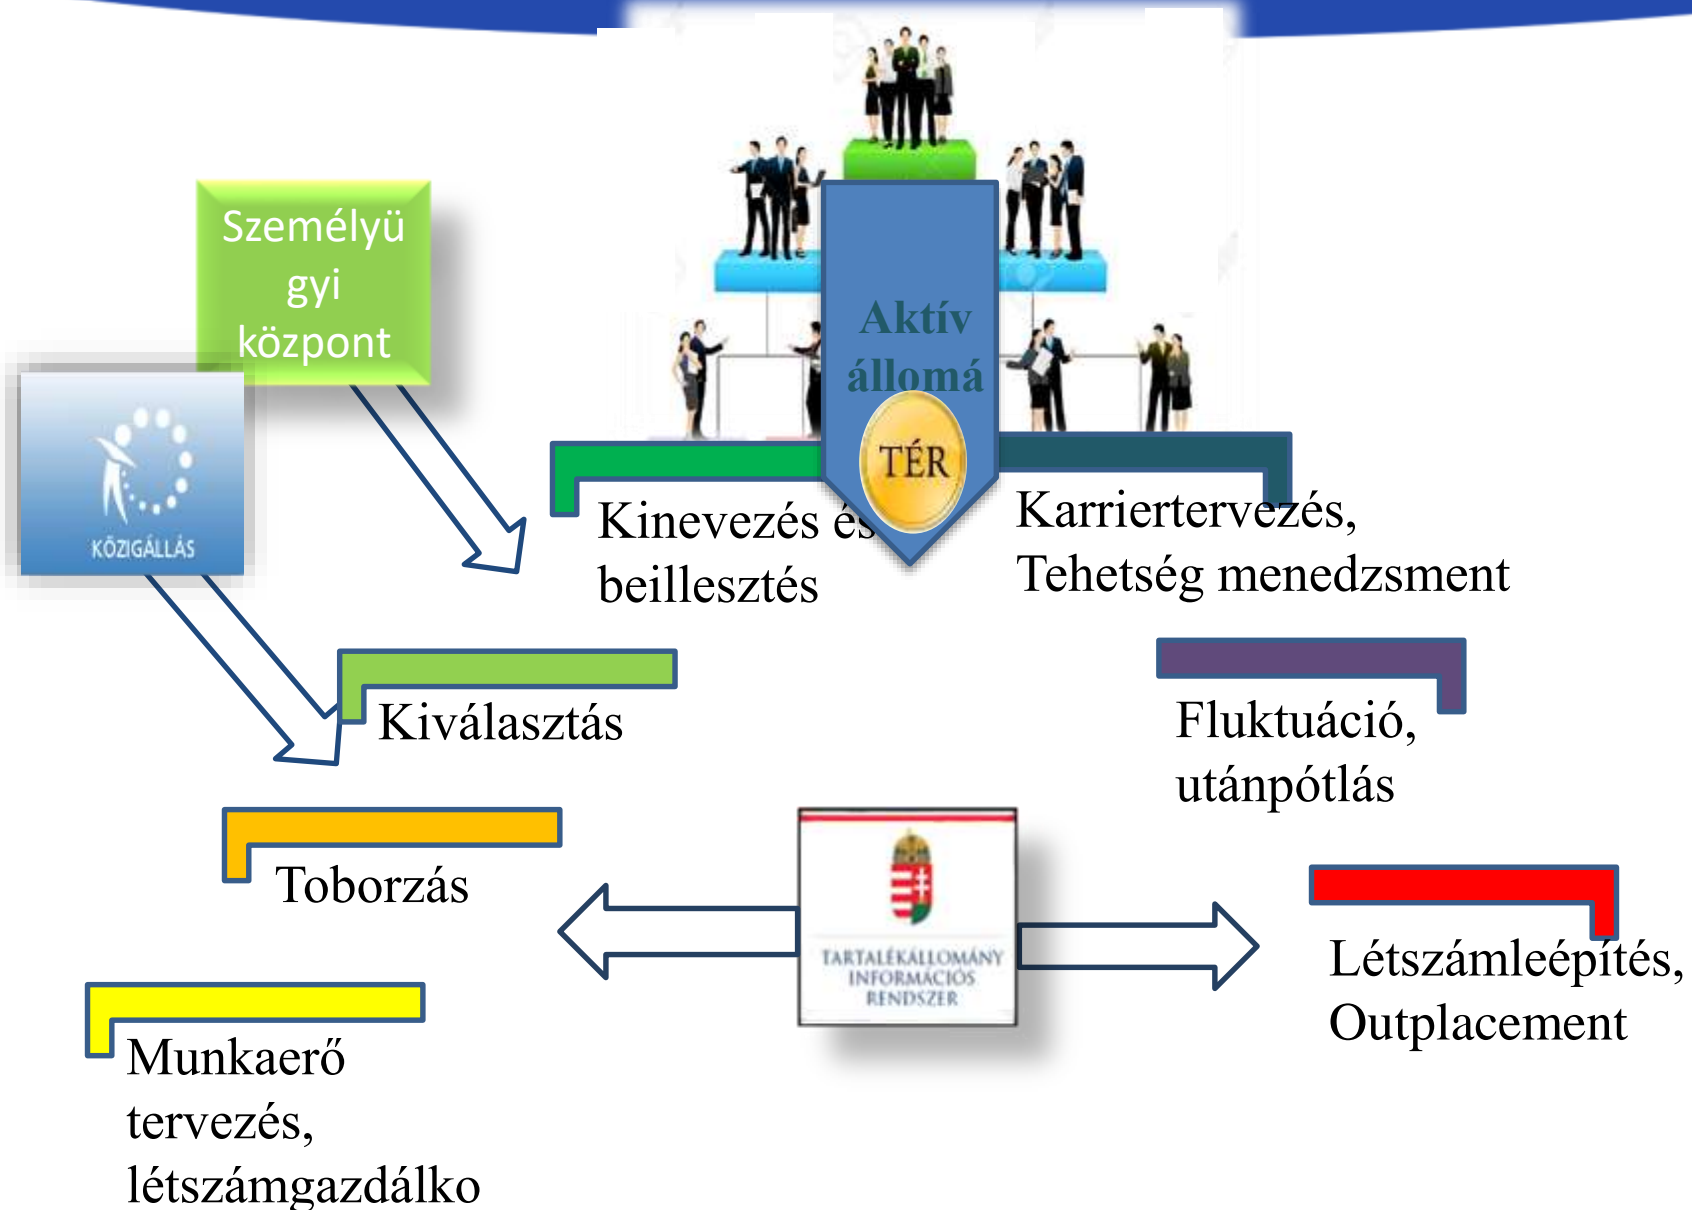 Személyü
gyi
központ
KÖZIGÁLLÁS
Aktív
állomá
TÉR
Kinevezés és
beillesztés
Karriertervezés,
Tehetség menedzsment
Kiválasztás
Fluktuáció,
utánpótlás
Toborzás
TARTALÉKÁLLOMÁNY
INFORMÁCIÓS
RENDSZER
Létszámleépítés,
Outplacement
Munkaerő
tervezés,
létszámgazdálko